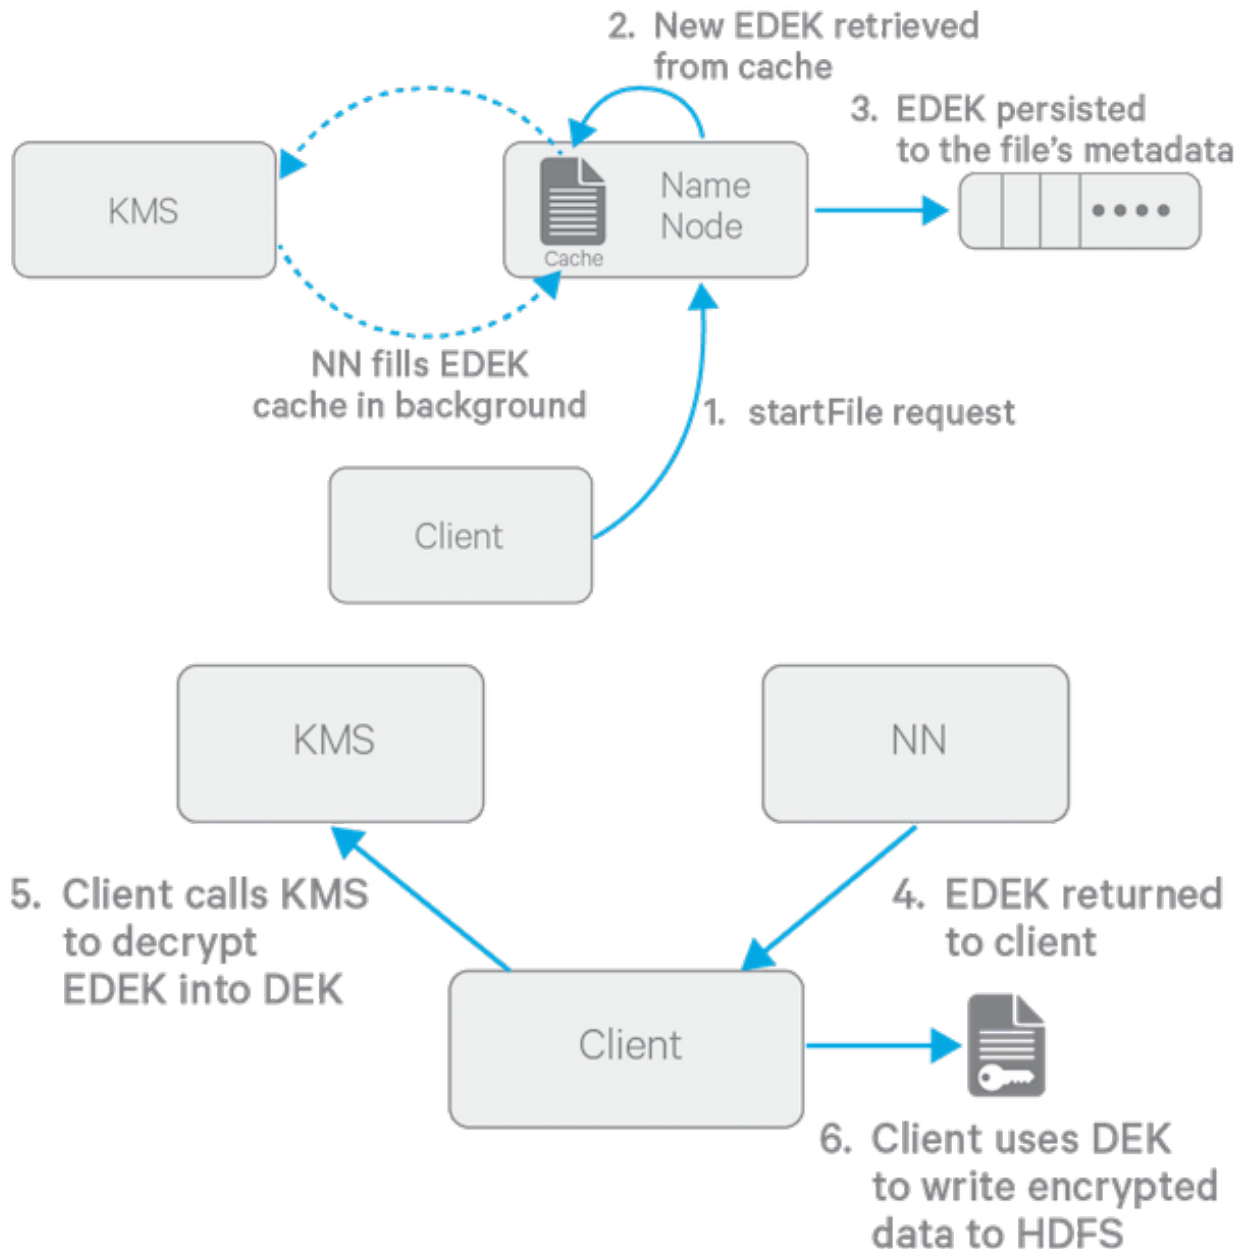 2. New EDEK retrieved
from cache
3. EDEK persisted
to the file's metadata
KMS
Name
Node
Cache
NN fills EDEK
cache in background
1. startFile request
Client
KMS
NN
5. Client calls KMS
to decrypt
EDEK into DEK
4. EDEK returned
to client
Client
6. Client uses DEK
to write encrypted
data to HDFS